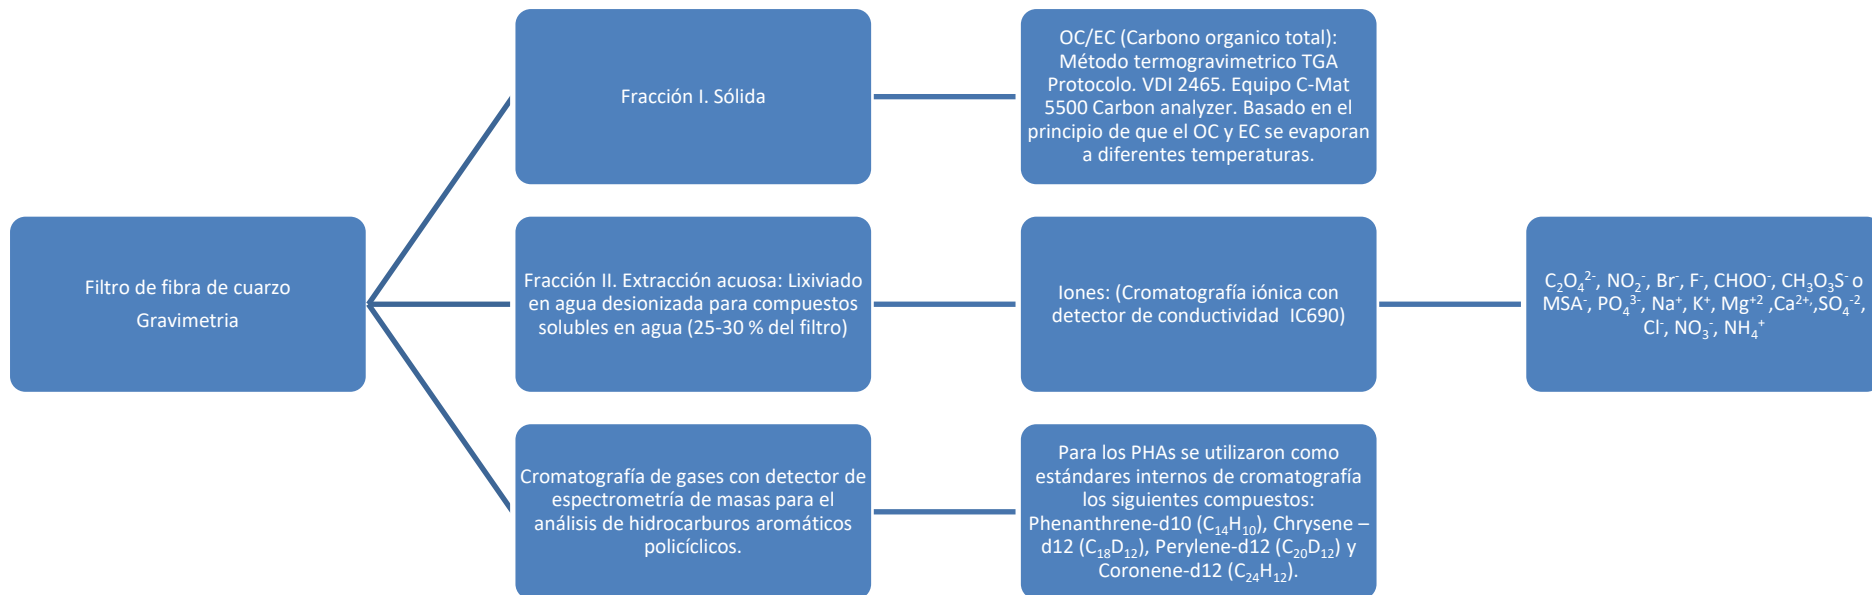 Filtro de fibra de cuarzo
Gravimetria
Fracción I. Sólida
OC/EC (Carbono organico total):
Método termogravimetrico TGA
Protocolo. VDI 2465. Equipo C-Mat
5500 Carbon analyzer. Basado en el
principio de que el OC y EC se evaporan
a diferentes temperaturas.
Fracción II. Extracción acuosa: Lixiviado
en agua desionizada para compuestos
solubles en agua (25-30 % del filtro)
Iones: (Cromatografía iónica con
detector de conductividad IC690)
C₂O₄²⁻, NO₂⁻, Br⁻, F⁻, CHOO⁻, CH₃O₃S⁻ o
MSA⁻, PO₄³⁻, Na⁺, K⁺, Mg⁺² ,Ca²⁺,SO₄⁻²,
Cl⁻, NO₃⁻, NH₄⁺
Cromatografía de gases con detector de
espectrometría de masas para el
análisis de hidrocarburos aromáticos
policíclicos.
Para los PHAs se utilizaron como
estándares internos de cromatografía
los siguientes compuestos:
Phenanthrene-d10 (C₁₄H₁₀), Chrysene –
d12 (C₁₈D₁₂), Perylene-d12 (C₂₀D₁₂) y
Coronene-d12 (C₂₄H₁₂).